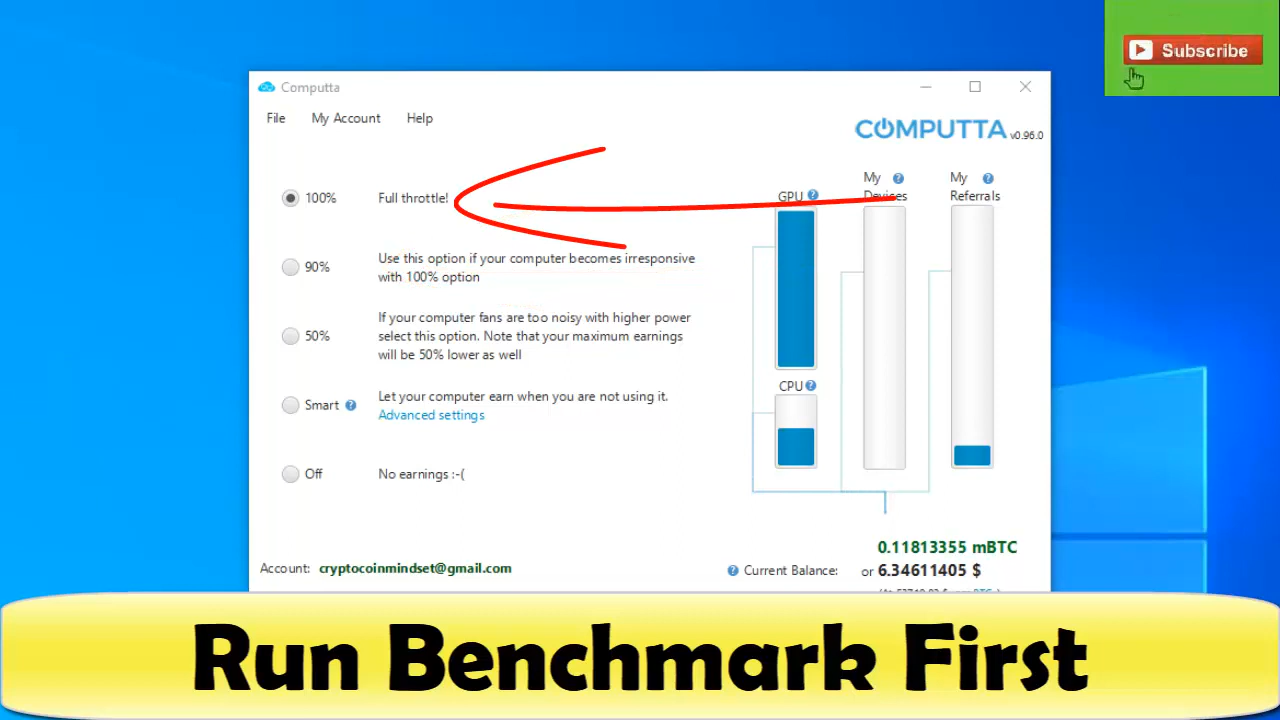 Subscribe
Computta
File My Account Help
COMPUTTA v0.96.0
100% Full throttle!
90% Use this option if your computer becomes irresponsive
with 100% option
50% If your computer fans are too noisy with higher power
select this option. Note that your maximum earnings
will be 50% lower as well
Smart ? Let your computer earn when you are not using it.
Advanced settings
Off No earnings :-(
GPU ?
My ?
Devices
My ?
Referrals
CPU ?
0.11813355 mBTC
Account: cryptocoinmindset@gmail.com
? Current Balance: or 6.34611405 $
Run Benchmark First